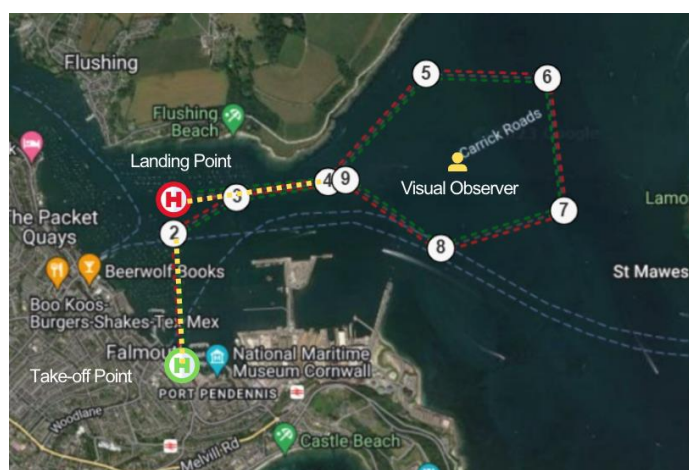 Flushing
5
6
Flushing
Beach
Carrick Roads
Landing Point
4
9
Visual Observer
H
3
Lamo
The Packet
Quays
2
7
8
Beerwolf Books
St Mawes
Boo Koos-
Burgers-Shakes-Tex Mex
Falmou
H
National Maritime
Museum Cornwall
Take-off Point
PORT PENDENNIS
Woodlane
Melvill Rd
Castle Beach